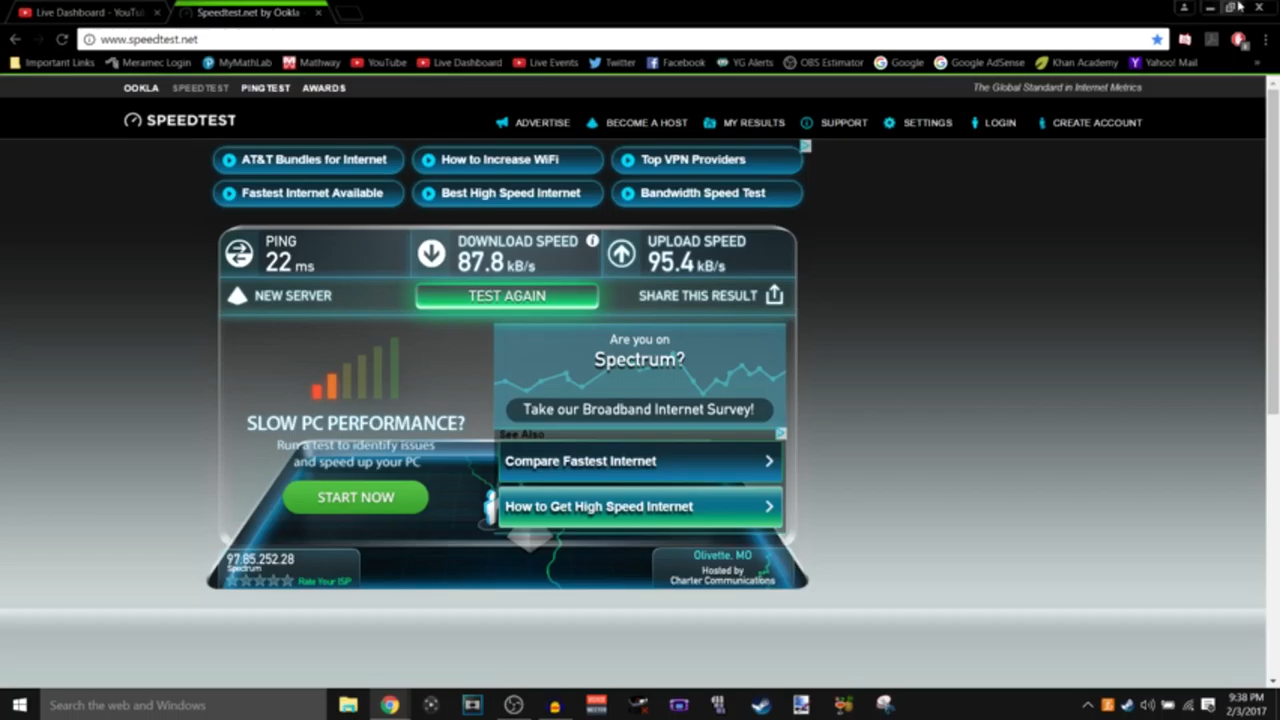 Live Dashboard - YouTu
Speedtest.net by Ookla
www.speedtest.net
Important Links
Meramec Login
MyMathLab
Mathway
YouTube
Live Dashboard
Live Events
Twitter
Facebook
YG Alerts
OBS Estimator
Google
Google AdSense
Khan Academy
Yahoo! Mail
OOKLA SPEEDTEST PINGTEST AWARDS
The Global Standard in Internet Metrics
SPEEDTEST
ADVERTISE BECOME A HOST MY RESULTS SUPPORT SETTINGS LOGIN CREATE ACCOUNT
AT&T Bundles for Internet
How to Increase WiFi
Top VPN Providers
Fastest Internet Available
Best High Speed Internet
Bandwidth Speed Test
PING
22 ms
DOWNLOAD SPEED
87.8 kB/s
UPLOAD SPEED
95.4 kB/s
NEW SERVER
TEST AGAIN
SHARE THIS RESULT
SLOW PC PERFORMANCE?
Run a test to identify issues
and speed up your PC
START NOW
Are you on
Spectrum?
Take our Broadband Internet Survey!
See Also
Compare Fastest Internet
How to Get High Speed Internet
97.85.252.28
Spectrum
Rate Your ISP
Olivette, MO
Hosted by
Charter Communications
Search the web and Windows
9:38 PM
2/3/2017